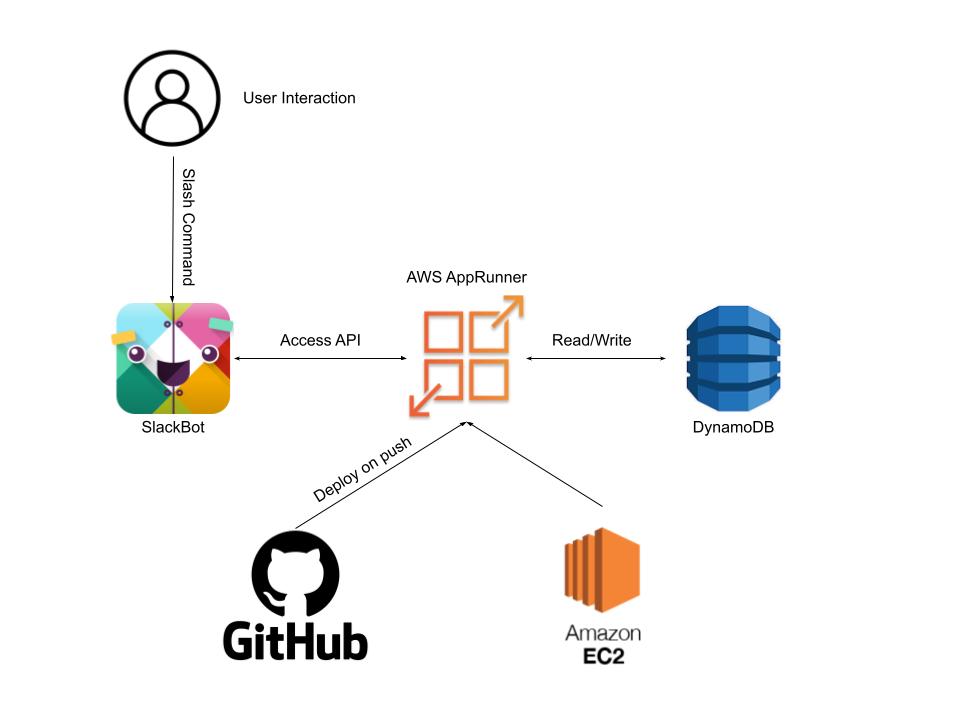 User Interaction
Slash Command
AWS AppRunner
Access API
Read/Write
SlackBot
DynamoDB
Deploy on push
GitHub
Amazon
EC2